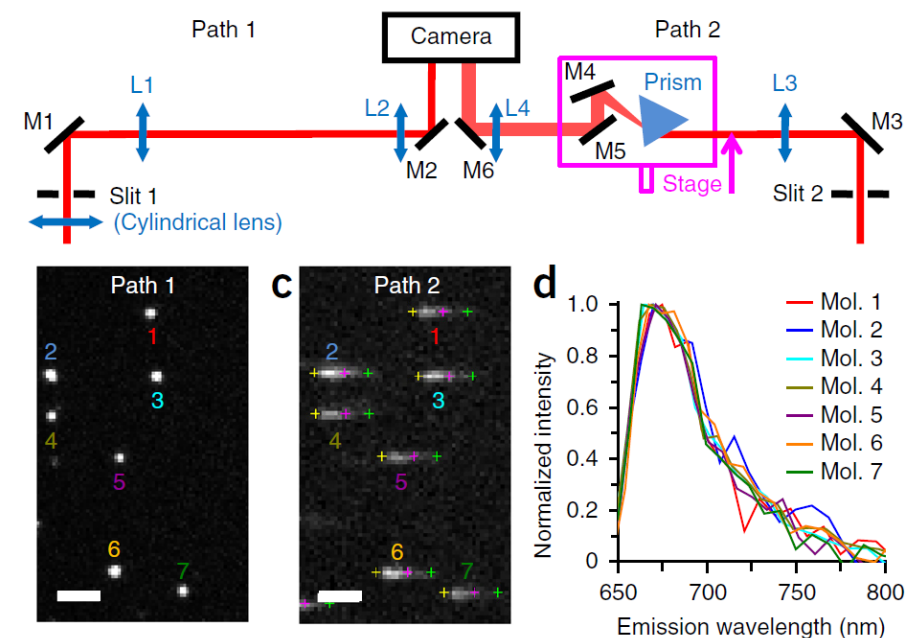 Path 1
Camera
Path 2
M4
Prism
L1
L2
L4
L3
M1
M2
M6
M5
M3
Slit 1
Stage
Slit 2
(Cylindrical lens)
Path 1
1
2
3
4
5
6
7
c
Path 2
1
2
3
4
5
6
7
d
Normalized intensity
1.0
0.8
0.6
0.4
0.2
0
650
700
750
800
Emission wavelength (nm)
Mol. 1
Mol. 2
Mol. 3
Mol. 4
Mol. 5
Mol. 6
Mol. 7